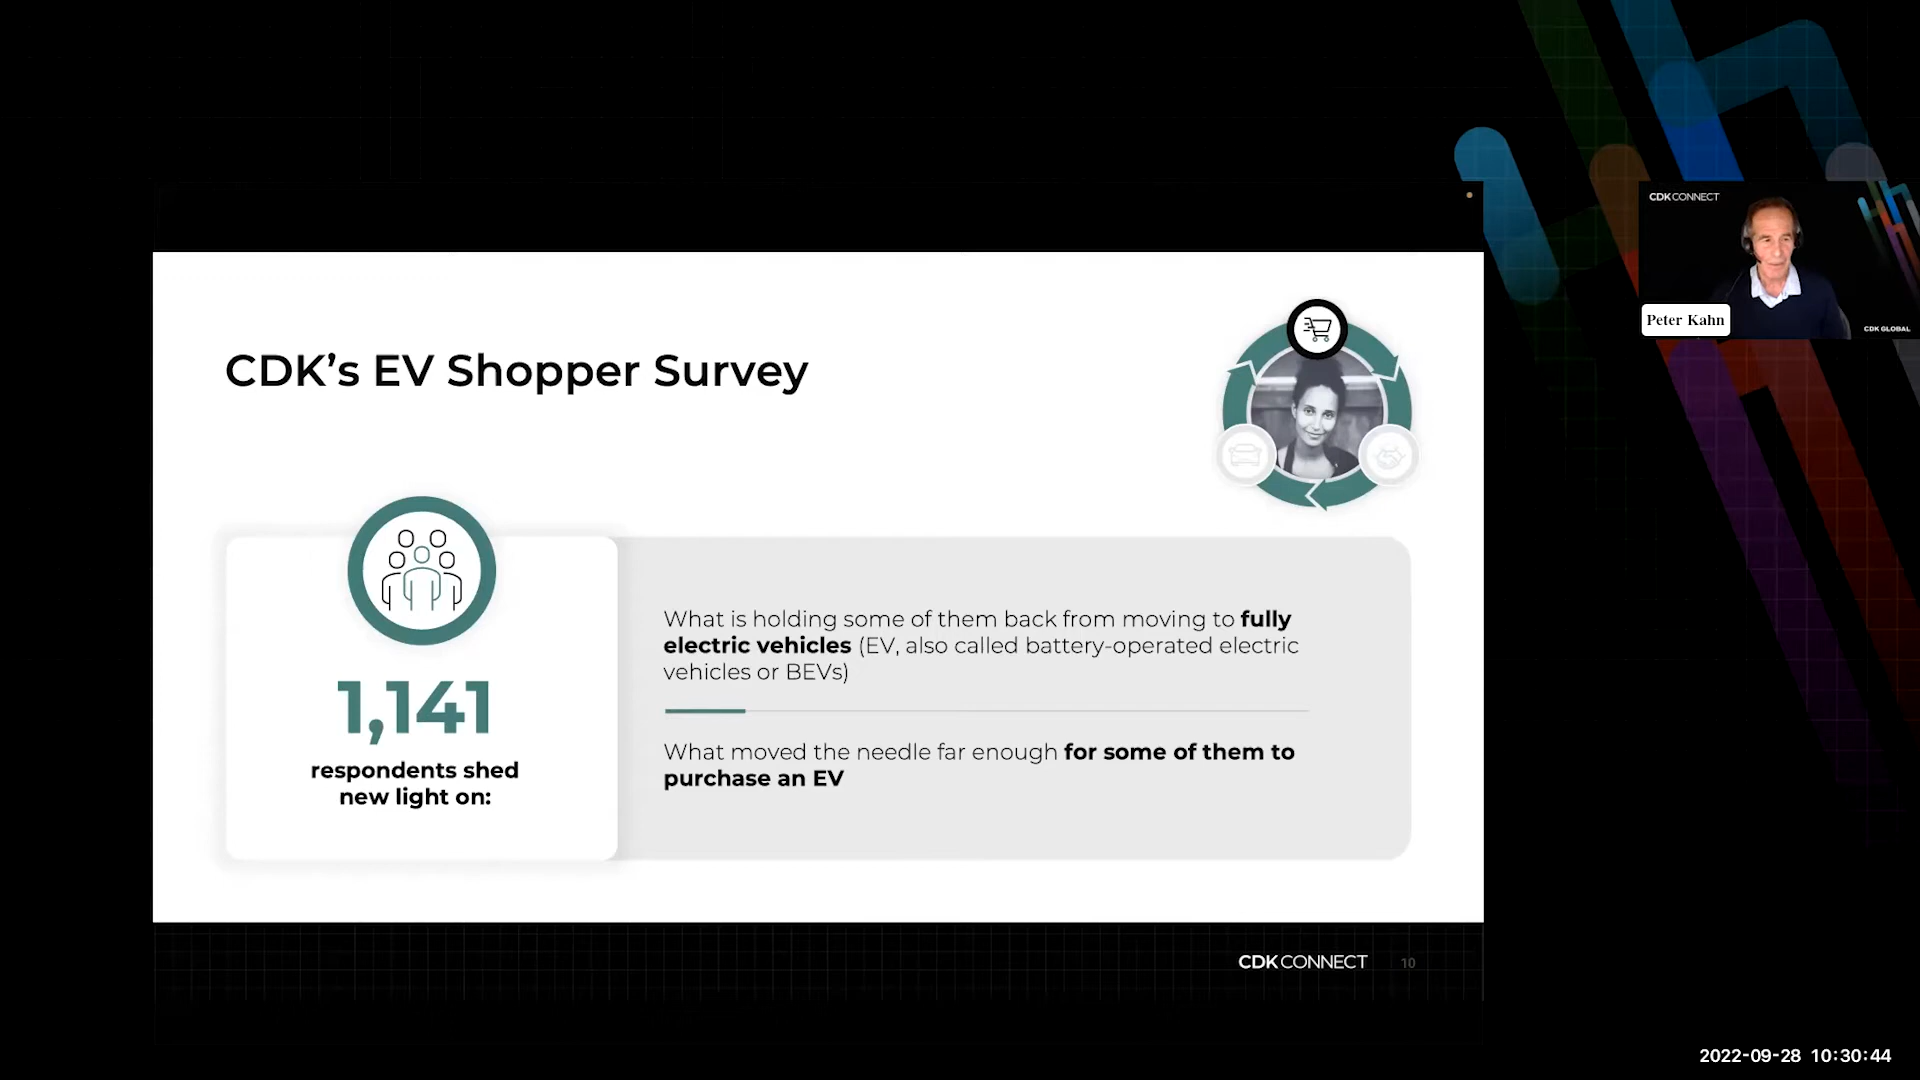 CDK CONNECT
Peter Kahn
CDK GLOBAL
CDK’s EV Shopper Survey
1,141
respondents shed
new light on:
What is holding some of them back from moving to fully
electric vehicles (EV, also called battery-operated electric
vehicles or BEVs)
What moved the needle far enough for some of them to
purchase an EV
CDK CONNECT
10
2022-09-28 10:30:44